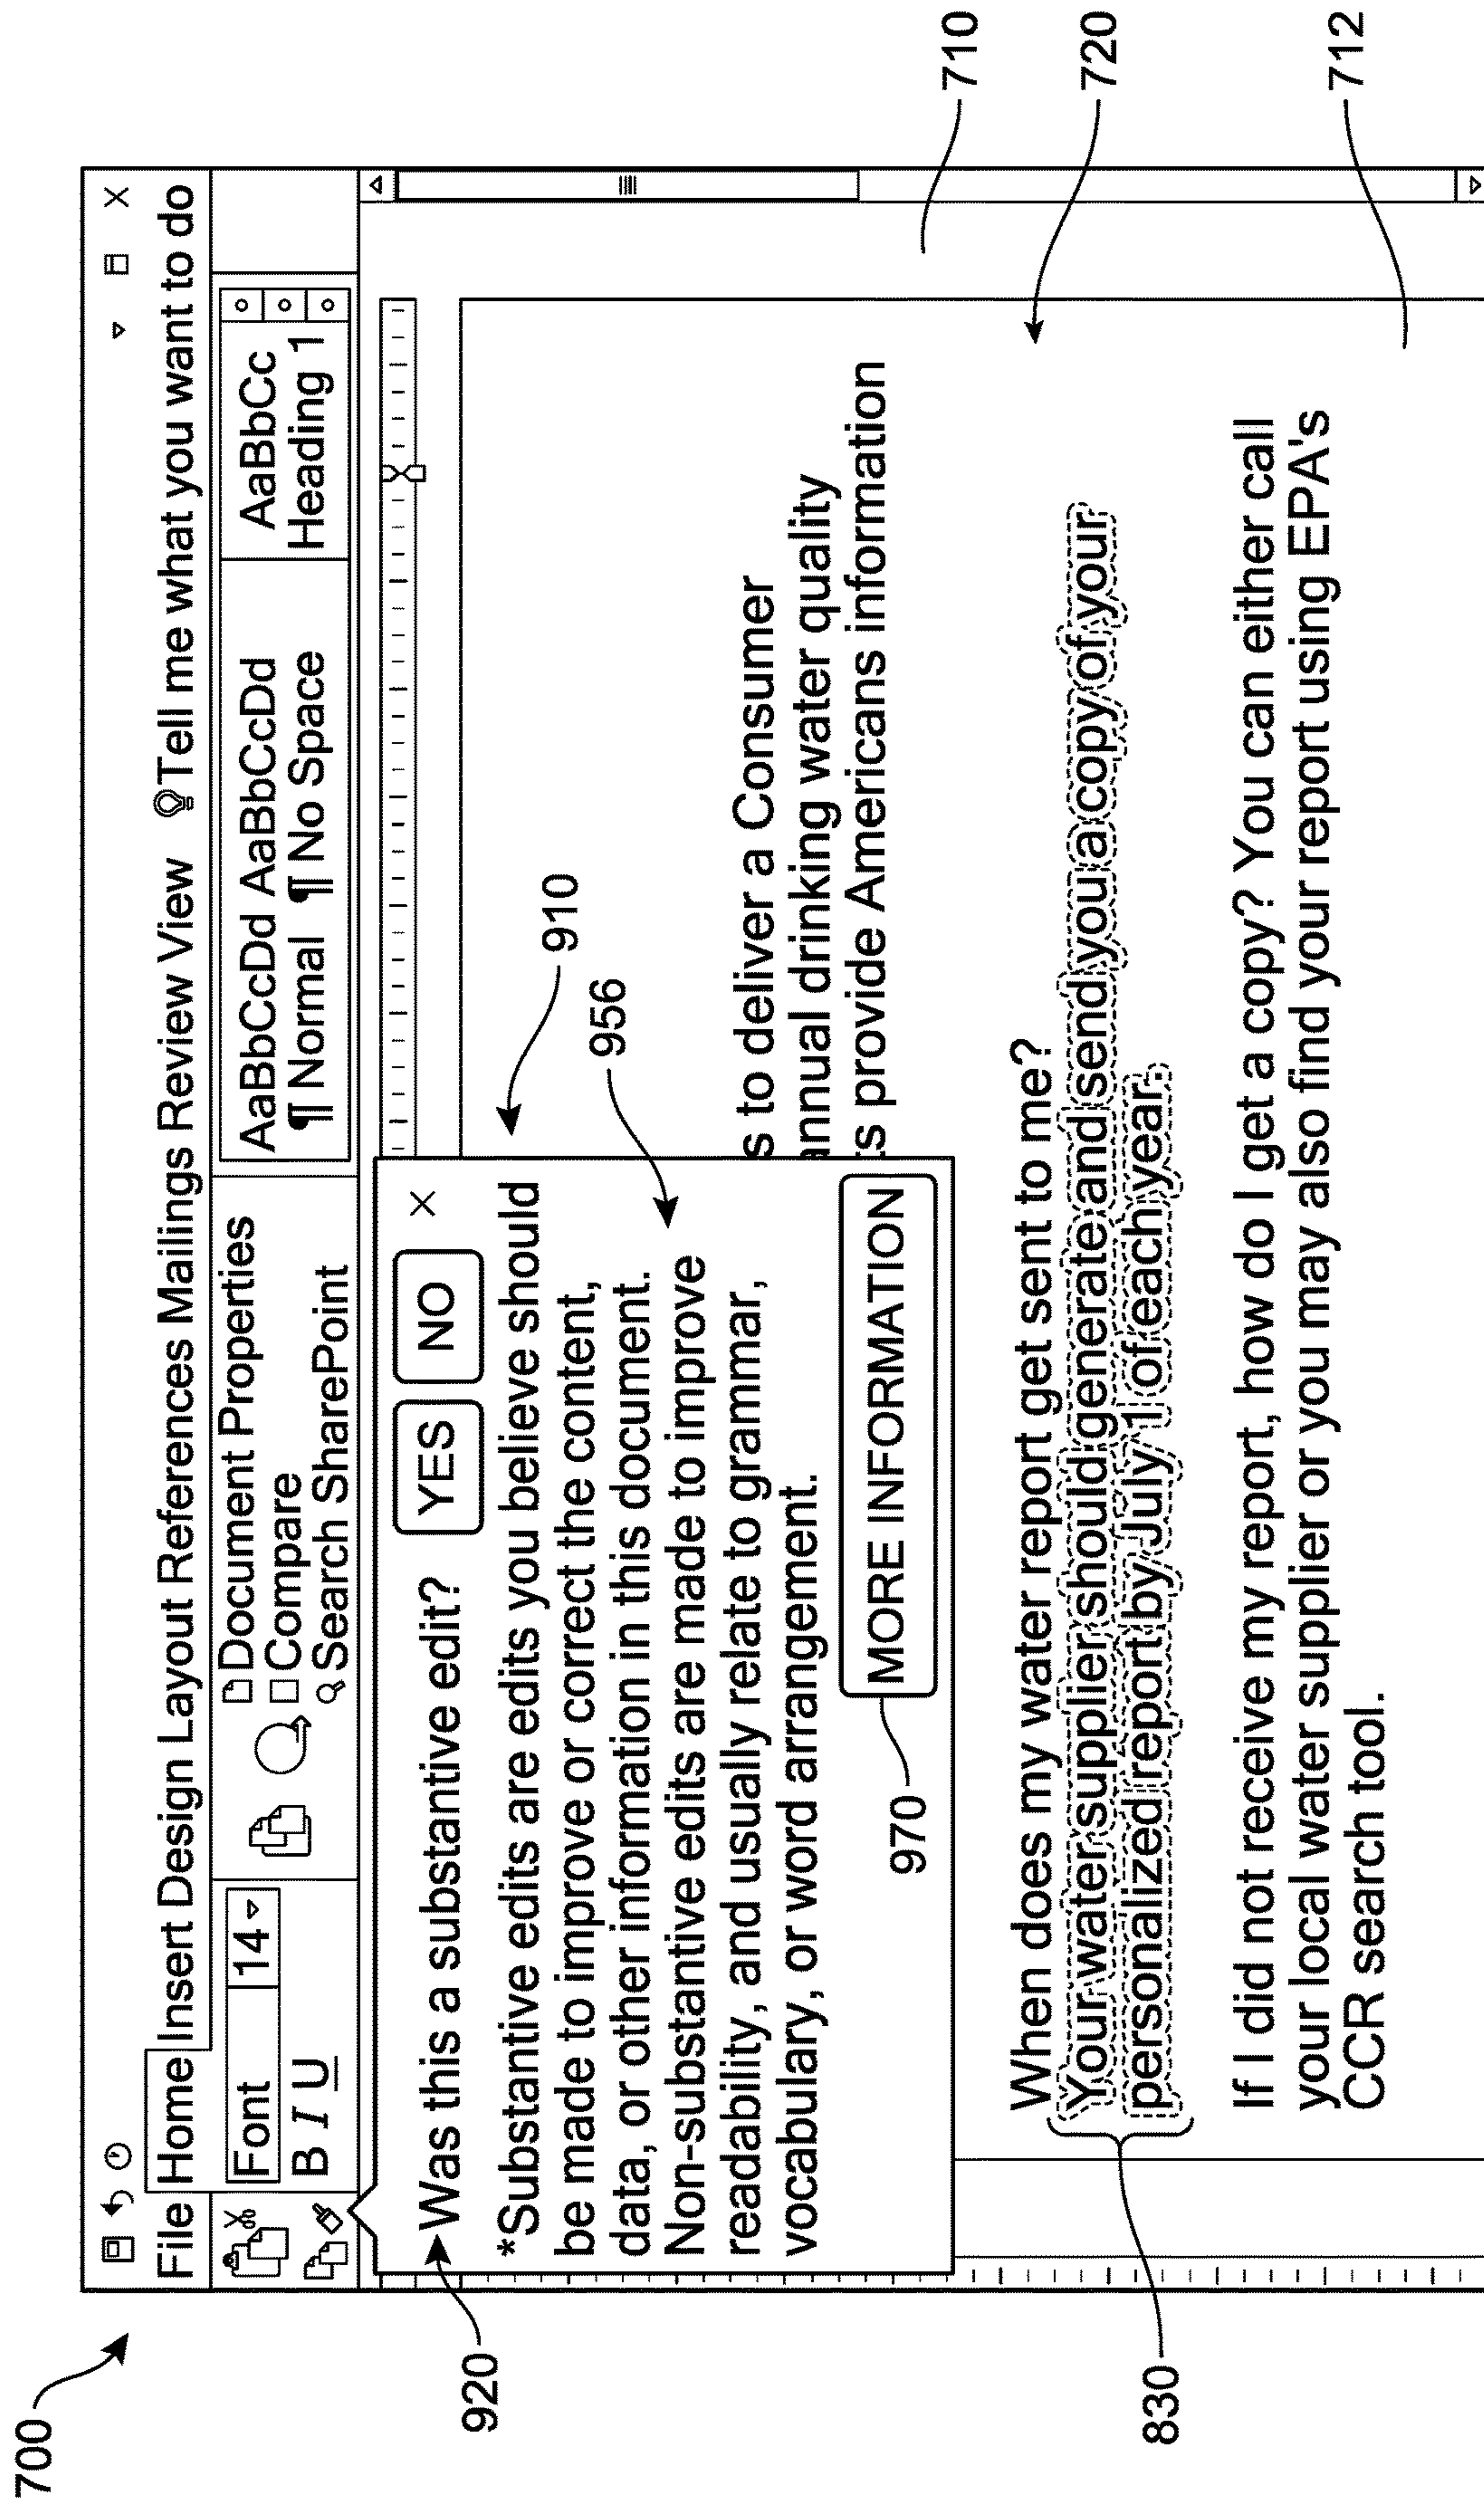 700
File Home Insert Design Layout References Mailings Review View Tell me what you want to do
Font 14
B I U
Document Properties
Compare
Search SharePoint
AaBbCcDd AaBbCcDd AaBbCc
¶ Normal ¶ No Space Heading 1
920
Was this a substantive edit? YES NO X
*Substantive edits are edits you believe should
be made to improve or correct the content,
data, or other information in this document.
Non-substantive edits are made to improve
readability, and usually relate to grammar,
vocabulary, or word arrangement.
970
MORE INFORMATION
910
956
s to deliver a Consumer
annual drinking water quality
ts provide Americans information
710
When does my water report get sent to me?
Your water supplier should generate and send you a copy of your
personalized report by July 1 of each year.
720
830
If I did not receive my report, how do I get a copy? You can either call
your local water supplier or you may also find your report using EPA's
CCR search tool.
712